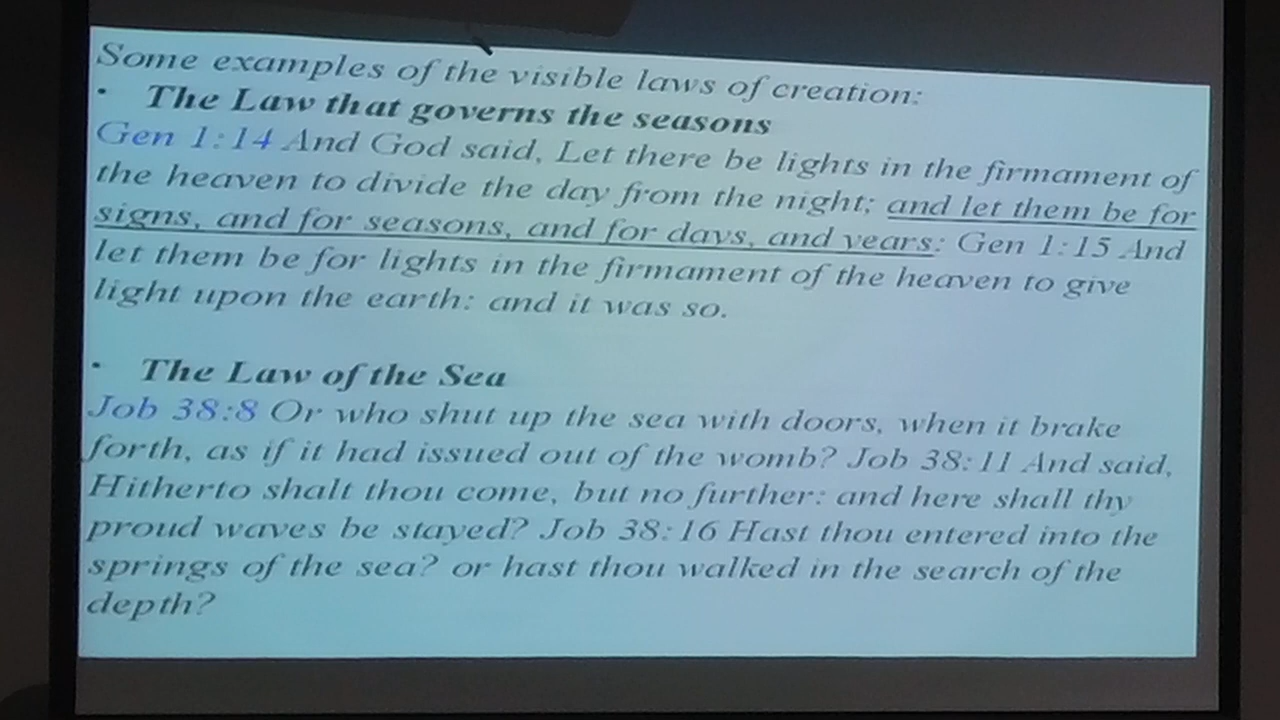 Some examples of the visible laws of creation:
• The Law that governs the seasons
Gen 1:14 And God said, Let there be lights in the firmament of
the heaven to divide the day from the night; and let them be for
signs, and for seasons, and for days, and years: Gen 1:15 And
let them be for lights in the firmament of the heaven to give
light upon the earth: and it was so.
• The Law of the Sea
Job 38:8 Or who shut up the sea with doors, when it brake
forth, as if it had issued out of the womb? Job 38:11 And said,
Hitherto shalt thou come, but no further: and here shall thy
proud waves be stayed? Job 38:16 Hast thou entered into the
springs of the sea? or hast thou walked in the search of the
depth?